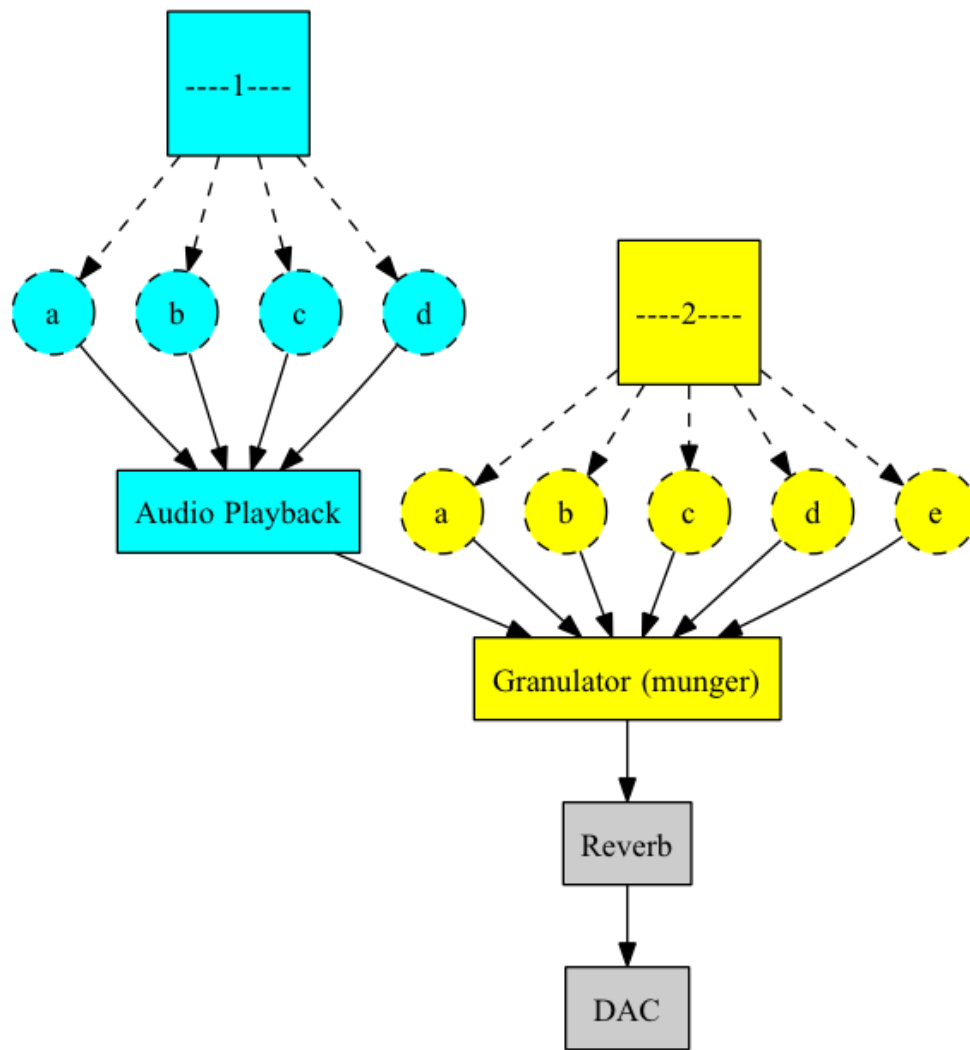 ----1----
a
b
c
d
----2----
Audio Playback
a
b
c
d
e
Granulator (munger)
Reverb
DAC